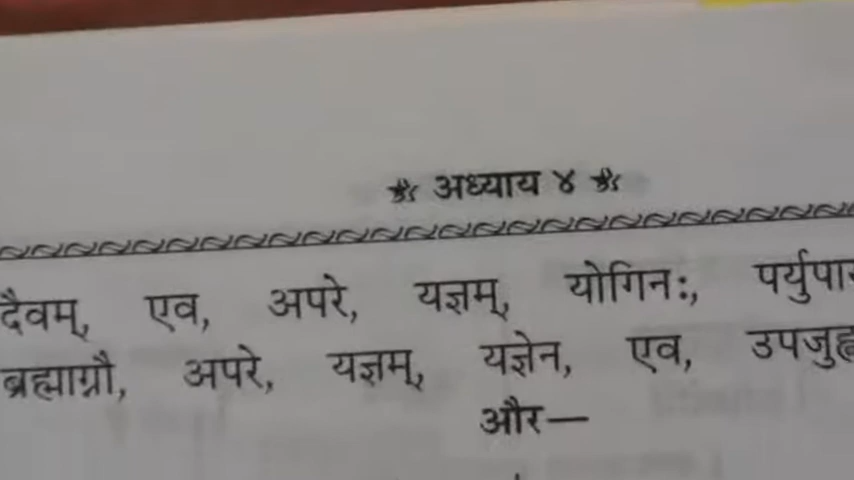 अध्याय ४
दैवम्, एव, अपरे, यज्ञम्, योगिनः,
ब्रह्माग्नौ, अपरे, यज्ञम्, यज्ञेन, एव,
और—